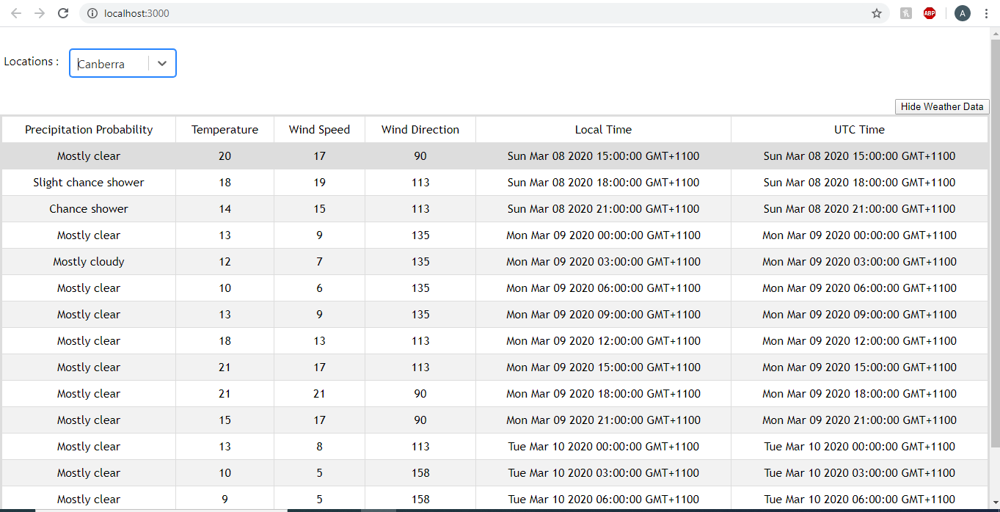 localhost:3000
ABP
A
Locations :
Canberra
Hide Weather Data
Precipitation Probability Temperature Wind Speed Wind Direction Local Time UTC Time
Mostly clear 20 17 90 Sun Mar 08 2020 15:00:00 GMT+1100 Sun Mar 08 2020 15:00:00 GMT+1100
Slight chance shower 18 19 113 Sun Mar 08 2020 18:00:00 GMT+1100 Sun Mar 08 2020 18:00:00 GMT+1100
Chance shower 14 15 113 Sun Mar 08 2020 21:00:00 GMT+1100 Sun Mar 08 2020 21:00:00 GMT+1100
Mostly clear 13 9 135 Mon Mar 09 2020 00:00:00 GMT+1100 Mon Mar 09 2020 00:00:00 GMT+1100
Mostly cloudy 12 7 135 Mon Mar 09 2020 03:00:00 GMT+1100 Mon Mar 09 2020 03:00:00 GMT+1100
Mostly clear 10 6 135 Mon Mar 09 2020 06:00:00 GMT+1100 Mon Mar 09 2020 06:00:00 GMT+1100
Mostly clear 13 9 135 Mon Mar 09 2020 09:00:00 GMT+1100 Mon Mar 09 2020 09:00:00 GMT+1100
Mostly clear 18 13 113 Mon Mar 09 2020 12:00:00 GMT+1100 Mon Mar 09 2020 12:00:00 GMT+1100
Mostly clear 21 17 113 Mon Mar 09 2020 15:00:00 GMT+1100 Mon Mar 09 2020 15:00:00 GMT+1100
Mostly clear 21 21 90 Mon Mar 09 2020 18:00:00 GMT+1100 Mon Mar 09 2020 18:00:00 GMT+1100
Mostly clear 15 17 90 Mon Mar 09 2020 21:00:00 GMT+1100 Mon Mar 09 2020 21:00:00 GMT+1100
Mostly clear 13 8 113 Tue Mar 10 2020 00:00:00 GMT+1100 Tue Mar 10 2020 00:00:00 GMT+1100
Mostly clear 10 5 158 Tue Mar 10 2020 03:00:00 GMT+1100 Tue Mar 10 2020 03:00:00 GMT+1100
Mostly clear 9 5 158 Tue Mar 10 2020 06:00:00 GMT+1100 Tue Mar 10 2020 06:00:00 GMT+1100